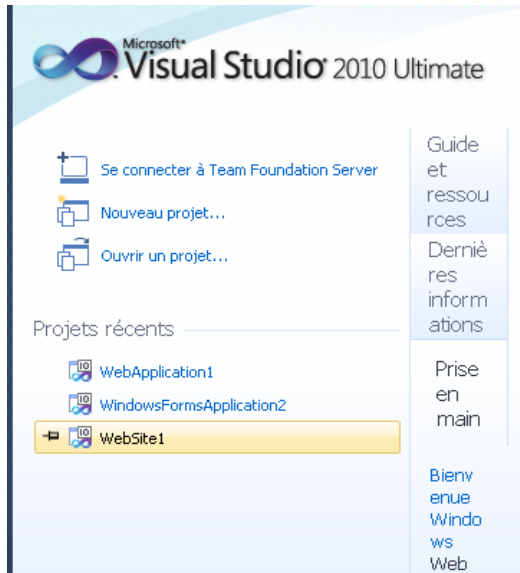 Microsoft®
Visual Studio® 2010 Ultimate
Se connecter à Team Foundation Server
Nouveau projet...
Ouvrir un projet...
Projets récents
WebApplication1
WindowsFormsApplication2
WebSite1
Guide
et
ressou
rces
Derniè
res
inform
ations
Prise
en
main
Bienv
enue
Windo
ws
Web